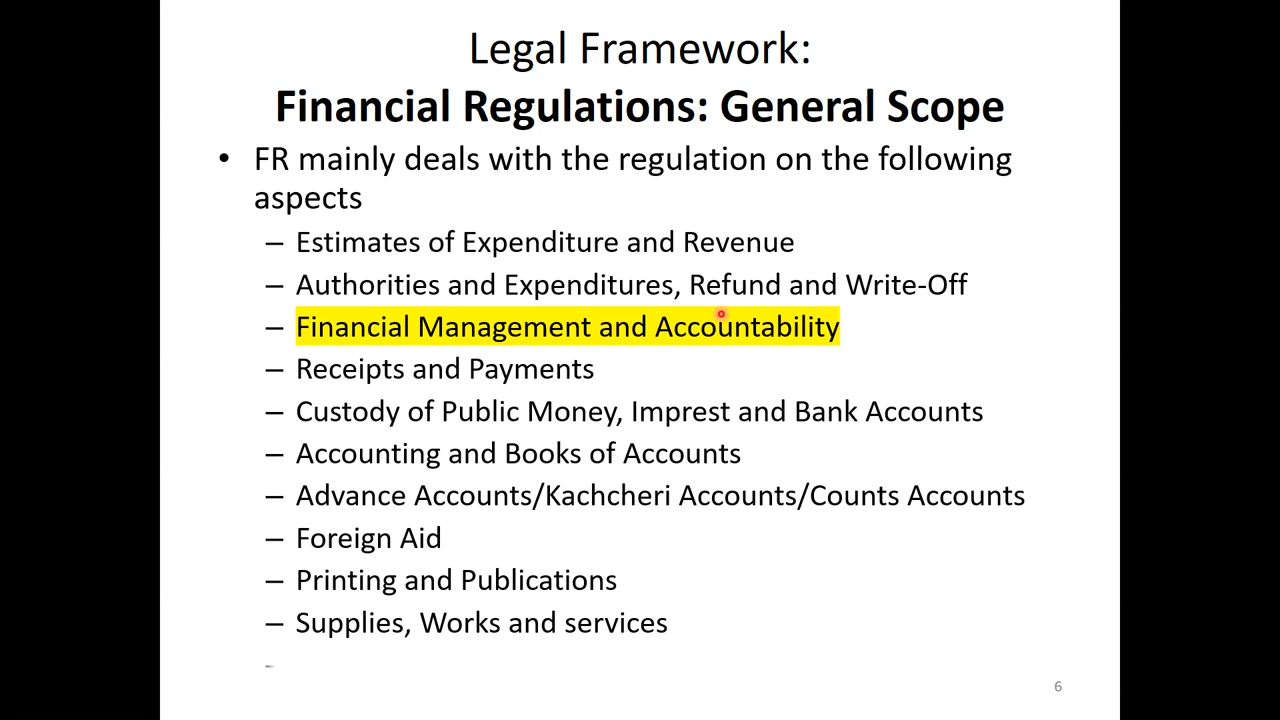 Legal Framework:
Financial Regulations: General Scope
• FR mainly deals with the regulation on the following
aspects
– Estimates of Expenditure and Revenue
– Authorities and Expenditures, Refund and Write-Off
– Financial Management and Accountability
– Receipts and Payments
– Custody of Public Money, Imprest and Bank Accounts
– Accounting and Books of Accounts
– Advance Accounts/Kachcheri Accounts/Counts Accounts
– Foreign Aid
– Printing and Publications
– Supplies, Works and services
–
6